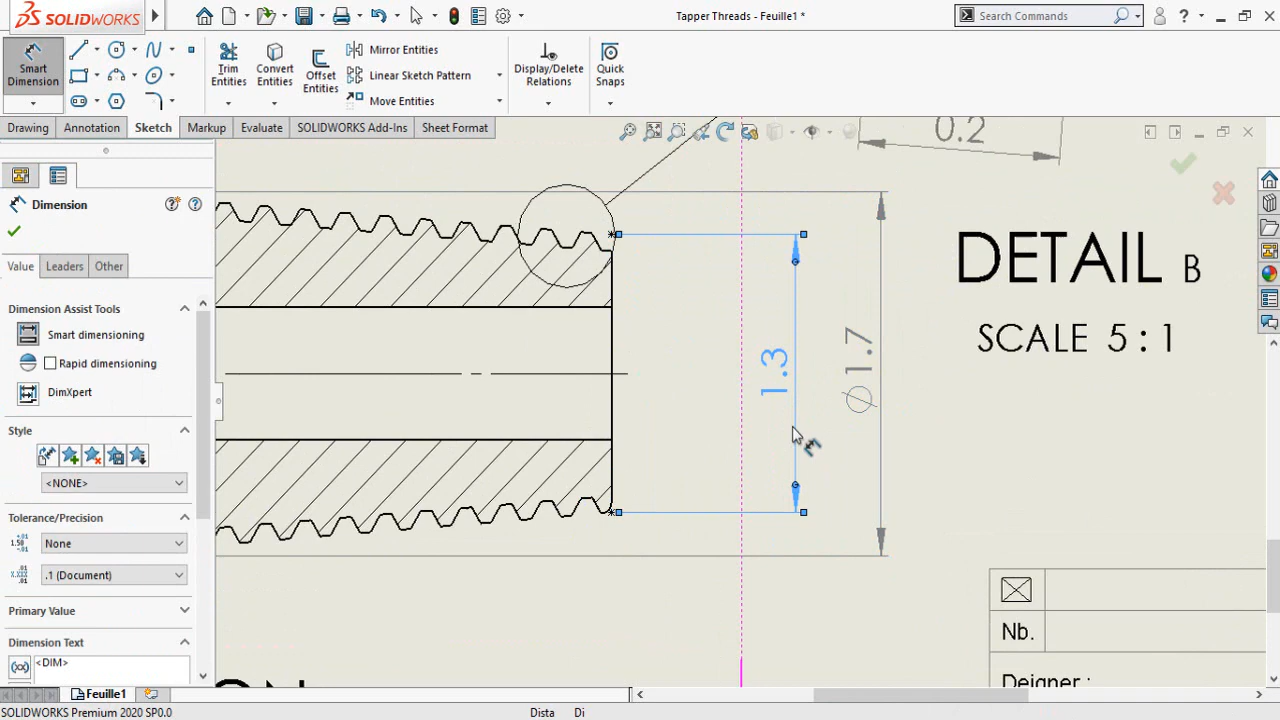 SOLIDWORKS
Tapper Threads - Feuille1 *
Search Commands
?
Smart
Dimension
Trim
Entities
Convert
Entities
Offset
Entities
Mirror Entities
Linear Sketch Pattern
Move Entities
Display/Delete
Relations
Quick
Snaps
Drawing
Annotation
Sketch
Markup
Evaluate
SOLIDWORKS Add-Ins
Sheet Format
Dimension
Value
Leaders
Other
Dimension Assist Tools
Smart dimensioning
Rapid dimensioning
DimXpert
Style
<NONE>
Tolerance/Precision
None
.1 (Document)
Primary Value
Dimension Text
<DIM>
0.2
1.3
∅1.7
DETAIL B
SCALE 5 : 1
Nb.
Deigner :
Feuille1
SOLIDWORKS Premium 2020 SP0.0
Dista
Di